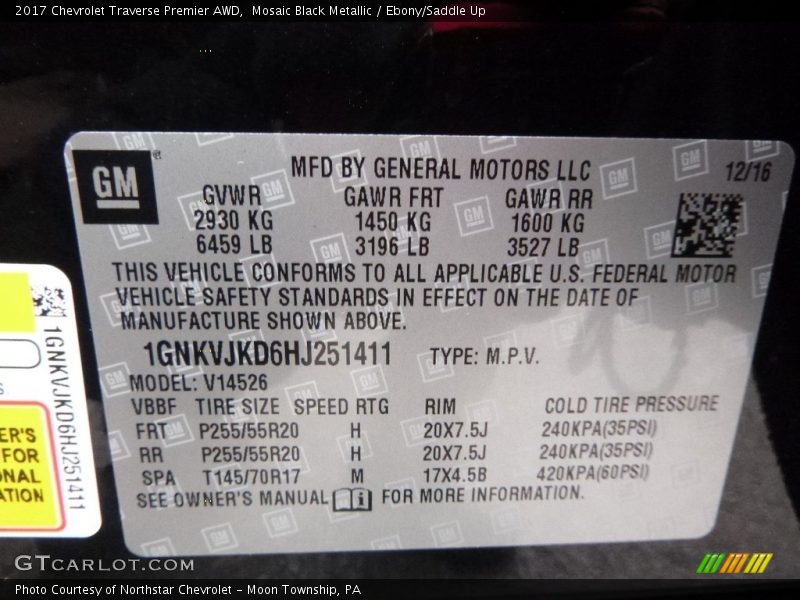 2017 Chevrolet Traverse Premier AWD,  Mosaic Black Metallic / Ebony/Saddle Up
GM
MFD BY GENERAL MOTORS LLC 12/16
GVWR GAWR FRT GAWR RR
2930 KG 1450 KG 1600 KG
6459 LB 3196 LB 3527 LB
THIS VEHICLE CONFORMS TO ALL APPLICABLE U.S. FEDERAL MOTOR
VEHICLE SAFETY STANDARDS IN EFFECT ON THE DATE OF
MANUFACTURE SHOWN ABOVE.
1GNKVJKD6HJ251411 TYPE: M.P.V.
MODEL: V14526
VBBF TIRE SIZE SPEED RTG RIM COLD TIRE PRESSURE
FRT P255/55R20 H 20X7.5J 240KPA(35PSI)
RR P255/55R20 H 20X7.5J 240KPA(35PSI)
SPA T145/70R17 M 17X4.5B 420KPA(60PSI)
SEE OWNER'S MANUAL FOR MORE INFORMATION.
1GNKVJKD6HJ251411
ER'S
FOR
ONAL
ATION
GTCARLOT.COM
Photo Courtesy of Northstar Chevrolet - Moon Township, PA